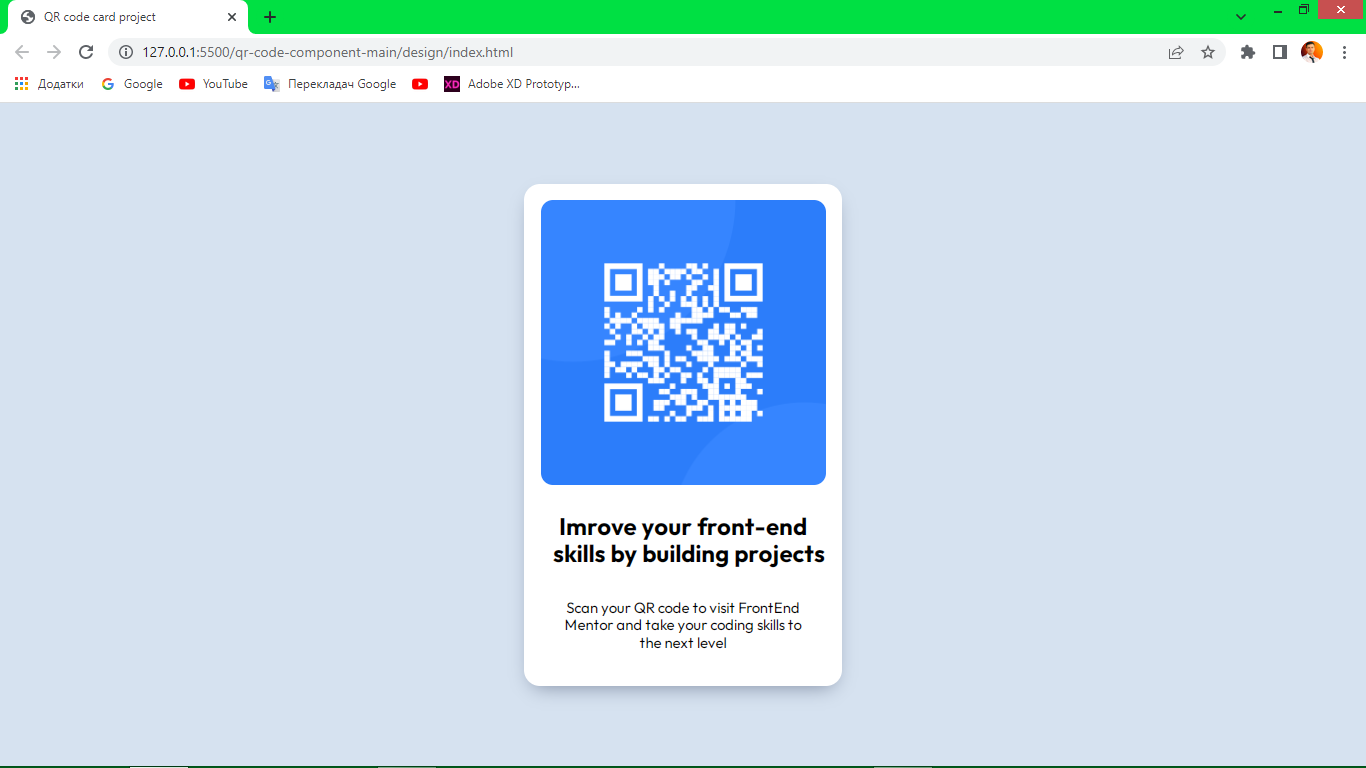 QR code card project
127.0.0.1:5500/qr-code-component-main/design/index.html
Додатки Google YouTube Перекладач Google XD Adobe XD Prototyp...
Imrove your front-end
skills by building projects
Scan your QR code to visit FrontEnd
Mentor and take your coding skills to
the next level